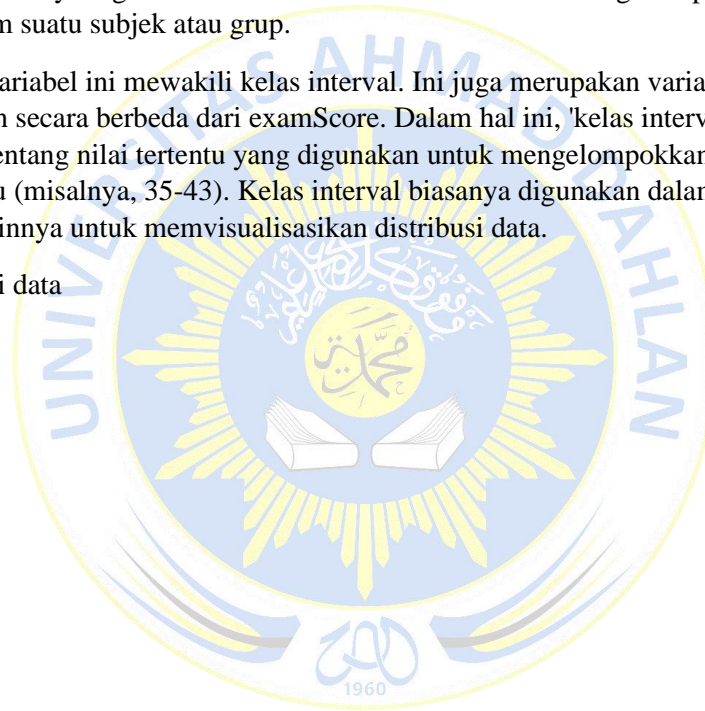 m suatu subjek atau grup.
ariabel ini mewakili kelas interval. Ini juga merupakan varia
n secara berbeda dari examScore. Dalam hal ini, 'kelas interv
entang nilai tertentu yang digunakan untuk mengelompokkan
u (misalnya, 35-43). Kelas interval biasanya digunakan dalam
innya untuk memvisualisasikan distribusi data.
i data
UNIVERSITAS AHMAD DAHLAN
محمدية
1960